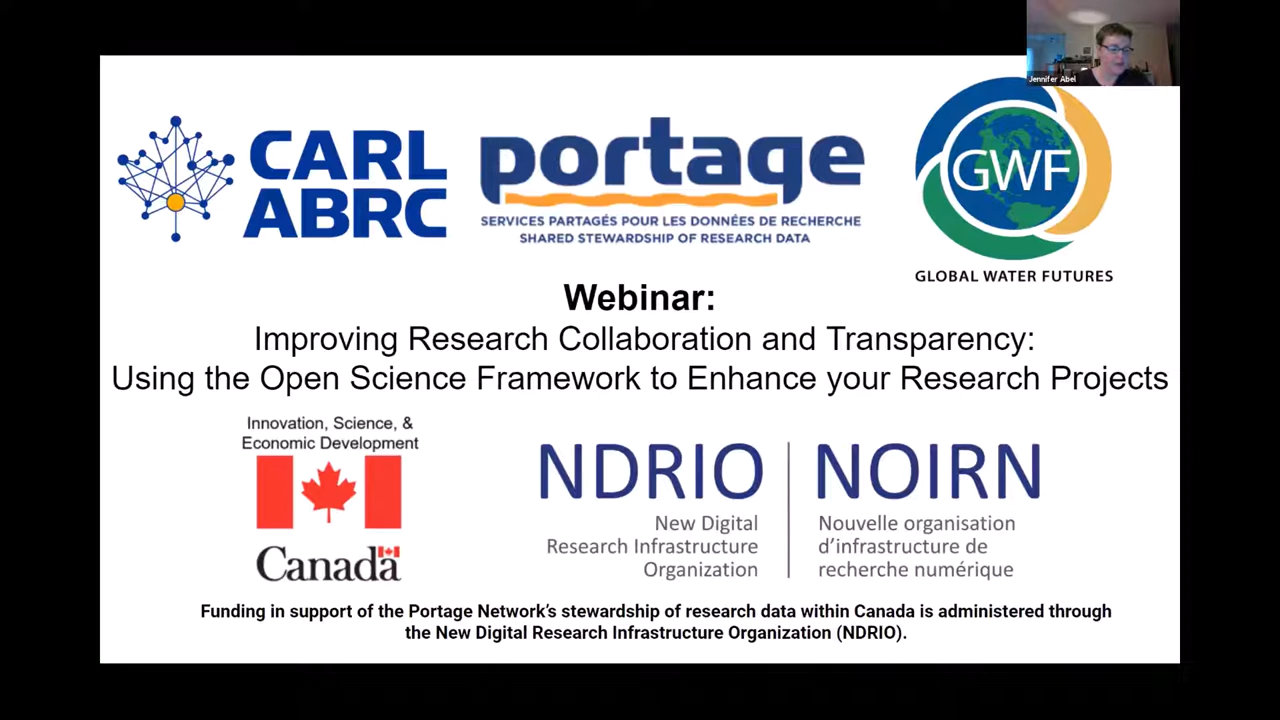 Jennifer Abel
CARL
ABRC
portage
SERVICES PARTAGÉS POUR LES DONNÉES DE RECHERCHE
SHARED STEWARDSHIP OF RESEARCH DATA
GWF
GLOBAL WATER FUTURES
Webinar:
Improving Research Collaboration and Transparency:
Using the Open Science Framework to Enhance your Research Projects
Innovation, Science, &
Economic Development
Canada
NDRIO
New Digital
Research Infrastructure
Organization
NOIRN
Nouvelle organisation
d’infrastructure de
recherche numérique
Funding in support of the Portage Network’s stewardship of research data within Canada is administered through
the New Digital Research Infrastructure Organization (NDRIO).